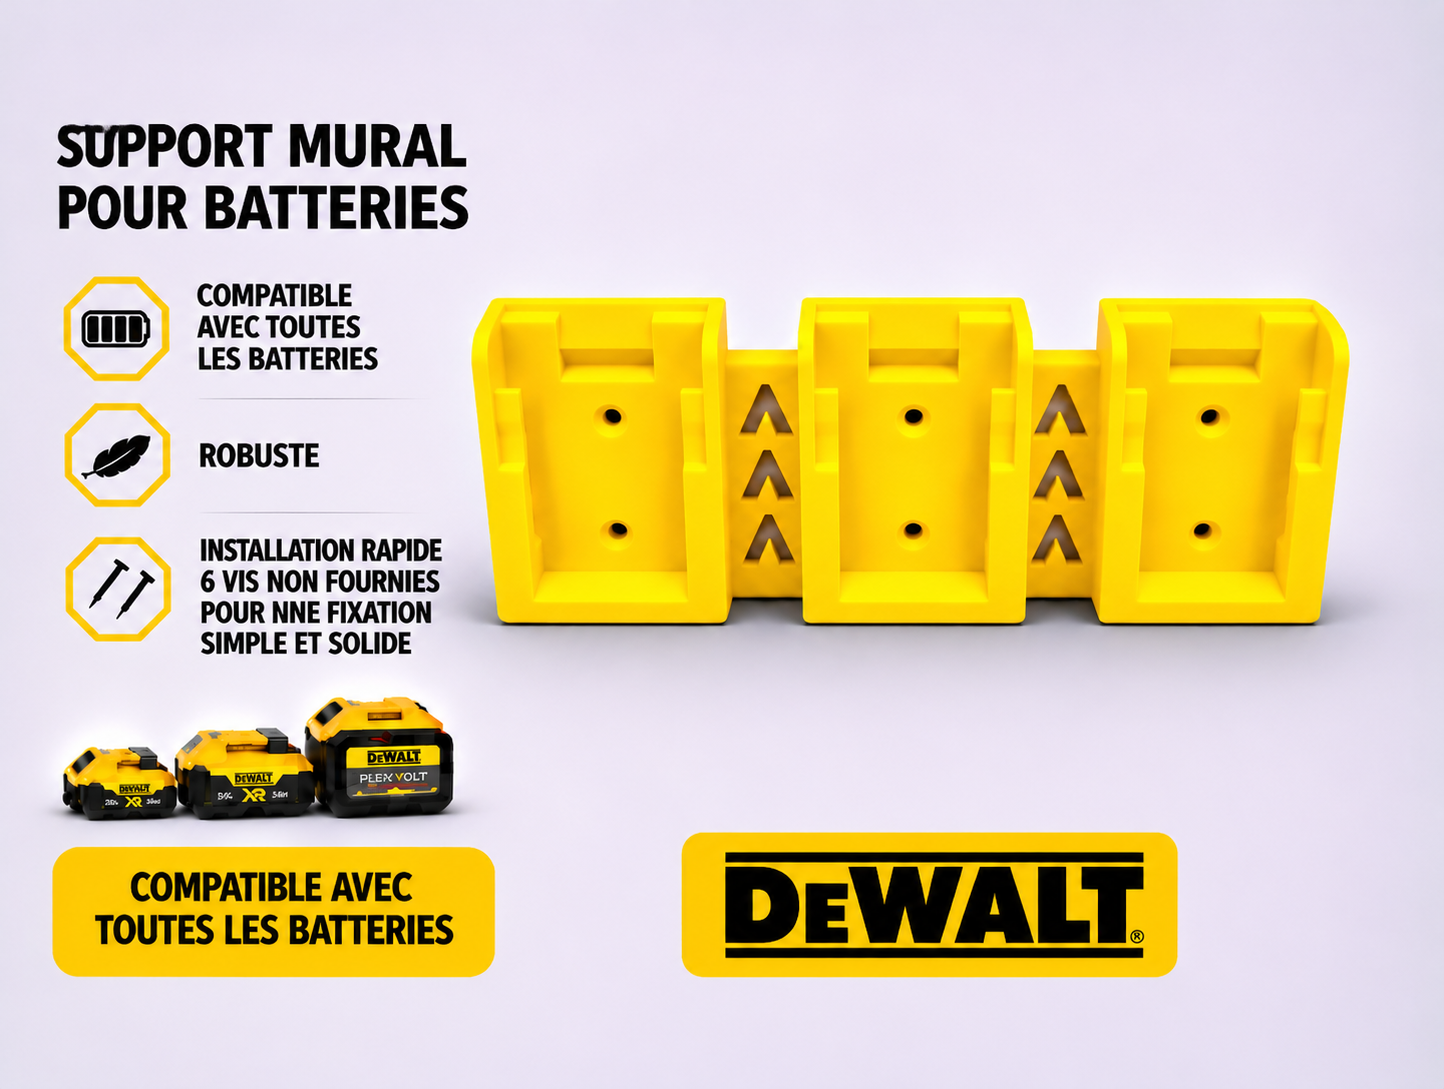 SUPPORT MURAL
POUR BATTERIES
COMPATIBLE
AVEC TOUTES
LES BATTERIES
ROBUSTE
INSTALLATION RAPIDE
6 VIS NON FOURNIES
POUR NNE FIXATION
SIMPLE ET SOLIDE
DEWALT
XR
DEWALT
XR
DEWALT
VOLT
COMPATIBLE AVEC
TOUTES LES BATTERIES
DEWALT®